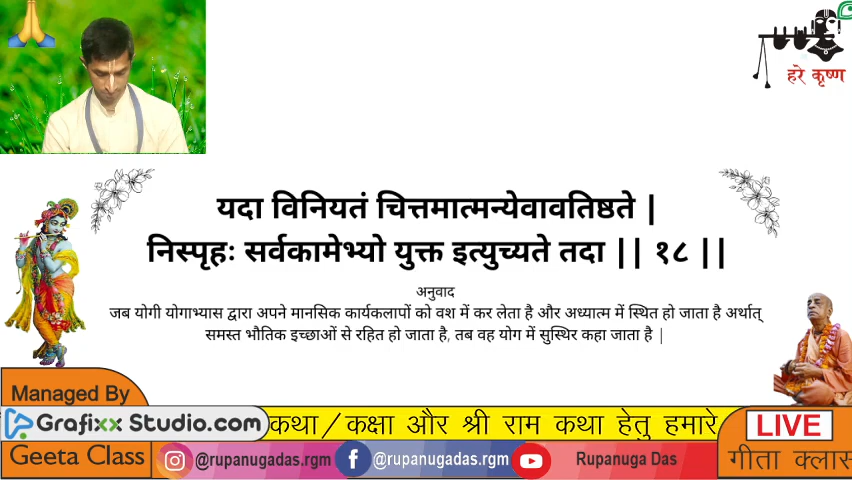 हरे कृष्ण
यदा विनियतं चित्तमात्मन्येवावतिष्ठते |
निस्पृहः सर्वकामेभ्यो युक्त इत्युच्यते तदा || १८ ||
अनुवाद
जब योगी योगाभ्यास द्वारा अपने मानसिक कार्यकलापों को वश में कर लेता है और अध्यात्म में स्थित हो जाता है अर्थात्
समस्त भौतिक इच्छाओं से रहित हो जाता है, तब वह योग में सुस्थिर कहा जाता है |
Managed By
Grafixx Studio.com
कथा/कक्षा और श्री राम कथा हेतु हमारे
LIVE
Geeta Class
@rupanugadas.rgm
@rupanugadas.rgm
Rupanuga Das
गीता क्लास